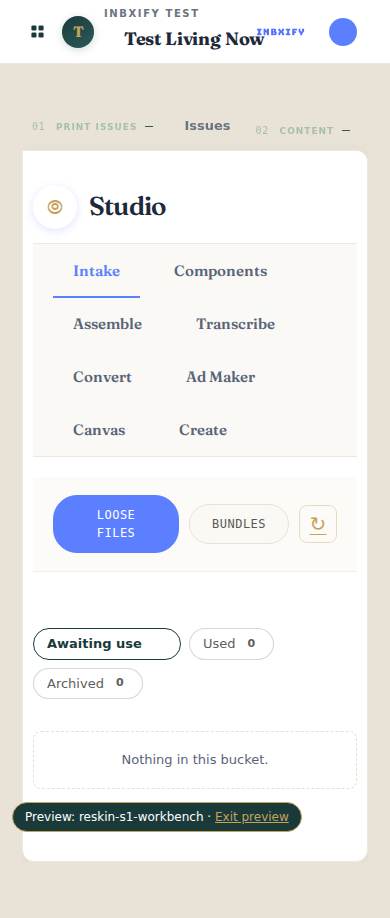 INBXIFY TEST
T
Test Living Now
INBXIFY
01 PRINT ISSUES —
Issues
02 CONTENT —
Studio
Intake
Components
Assemble
Transcribe
Convert
Ad Maker
Canvas
Create
LOOSE
FILES
BUNDLES
↻
Awaiting use
Used 0
Archived 0
Nothing in this bucket.
Preview: reskin-s1-workbench · Exit preview